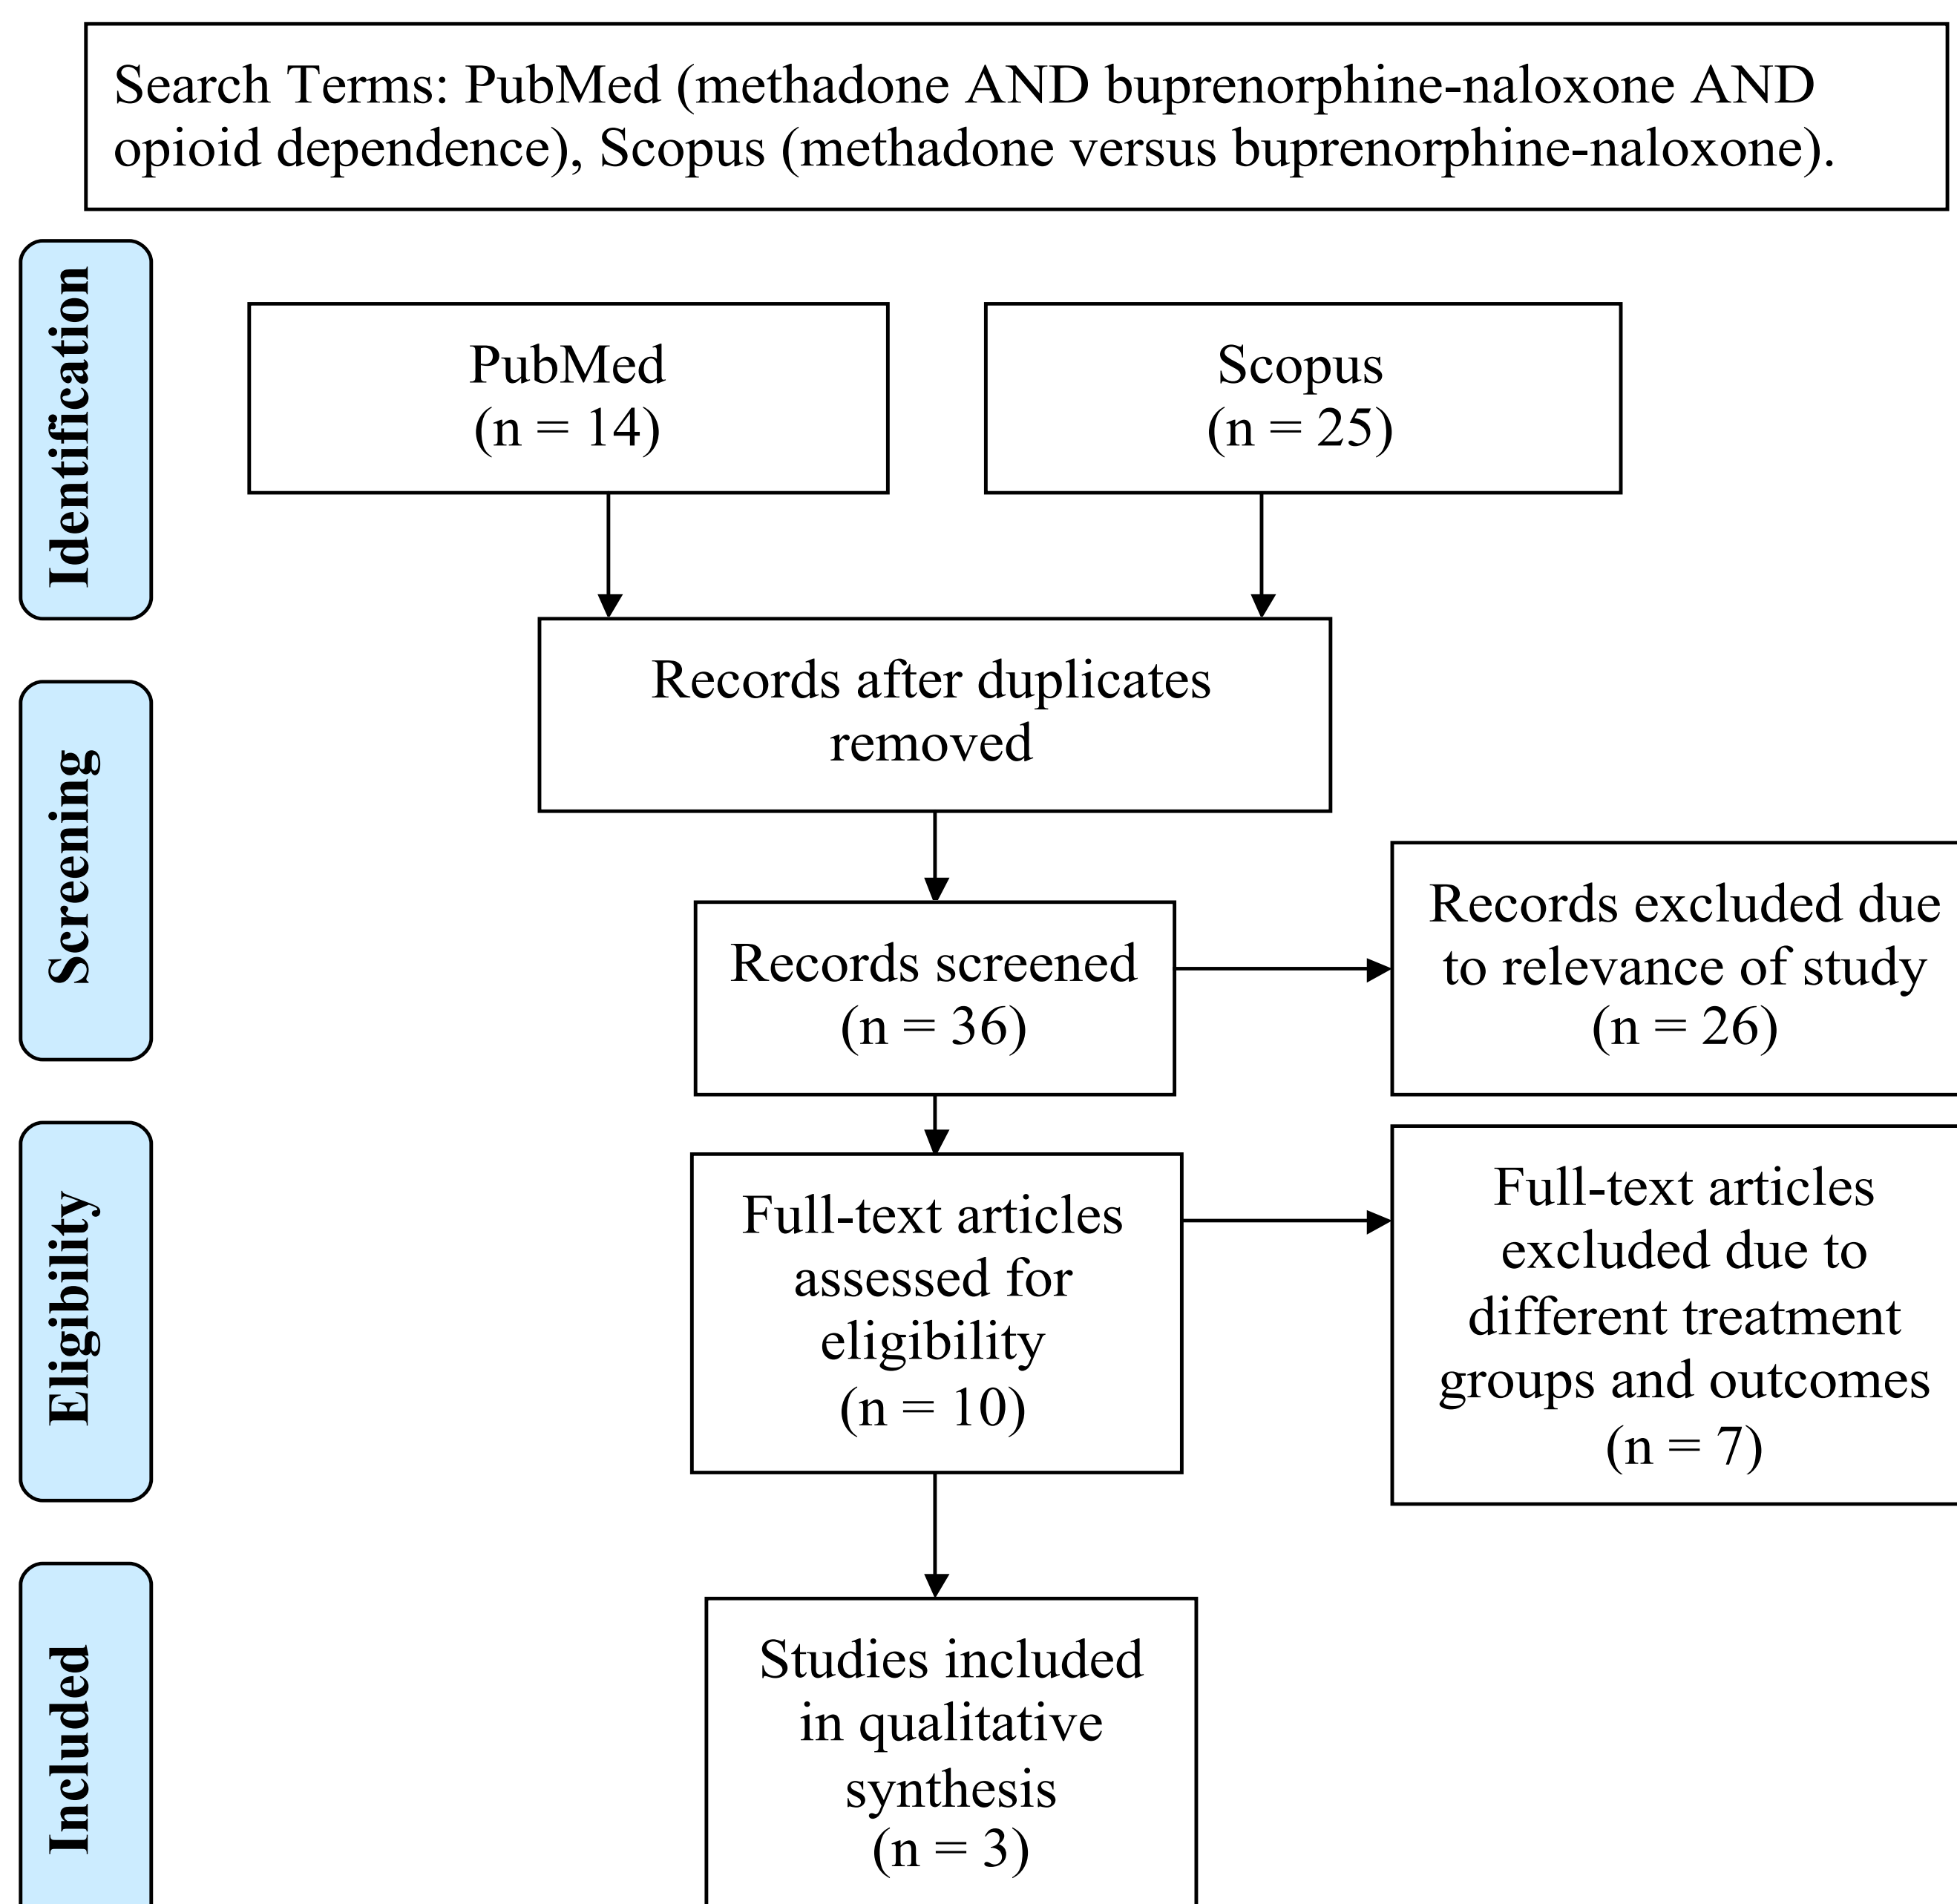 Search Terms: PubMed (methadone AND buprenorphine-naloxone AND
opioid dependence), Scopus (methadone versus buprenorphine-naloxone).
Identification
PubMed
(n = 14)
Scopus
(n = 25)
Records after duplicates
removed
Screening
Records screened
(n = 36)
Records excluded due
to relevance of study
(n = 26)
Eligibility
Full-text articles
assessed for
eligibility
(n = 10)
Full-text articles
excluded due to
different treatment
groups and outcomes
(n = 7)
Included
Studies included
in qualitative
synthesis
(n = 3)